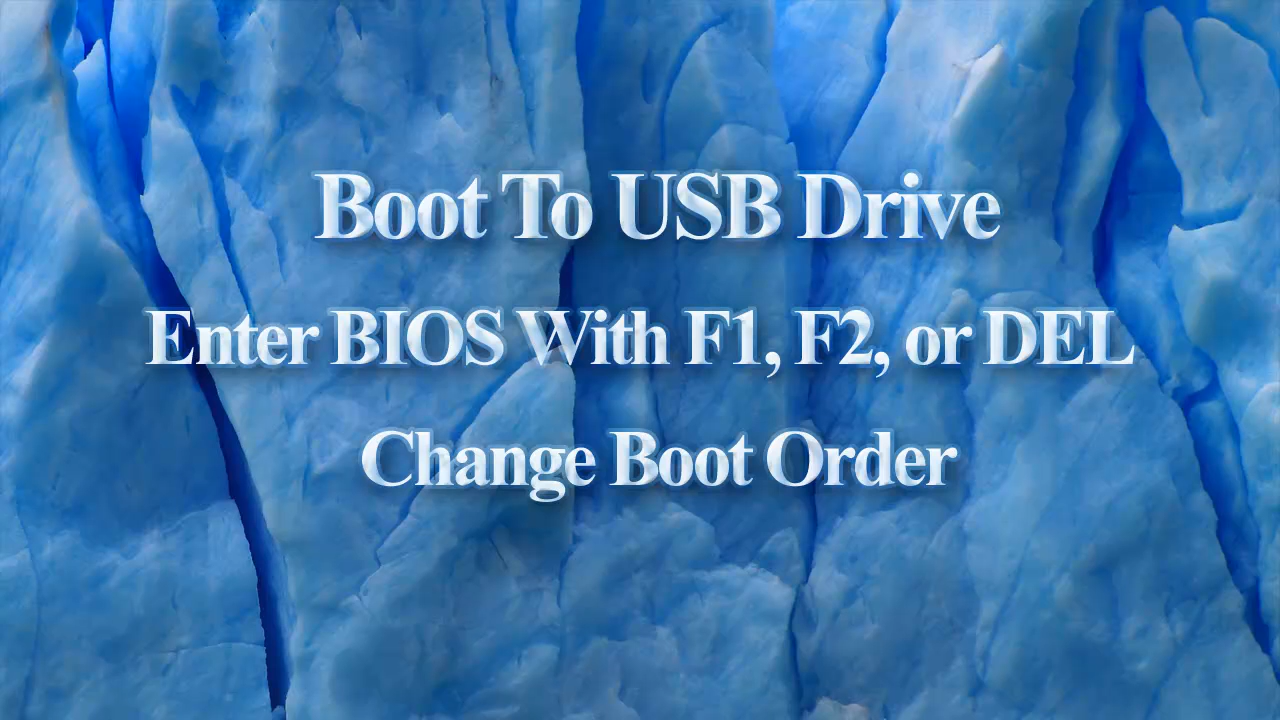 Boot To USB Drive
Enter BIOS With F1, F2, or DEL
Change Boot Order